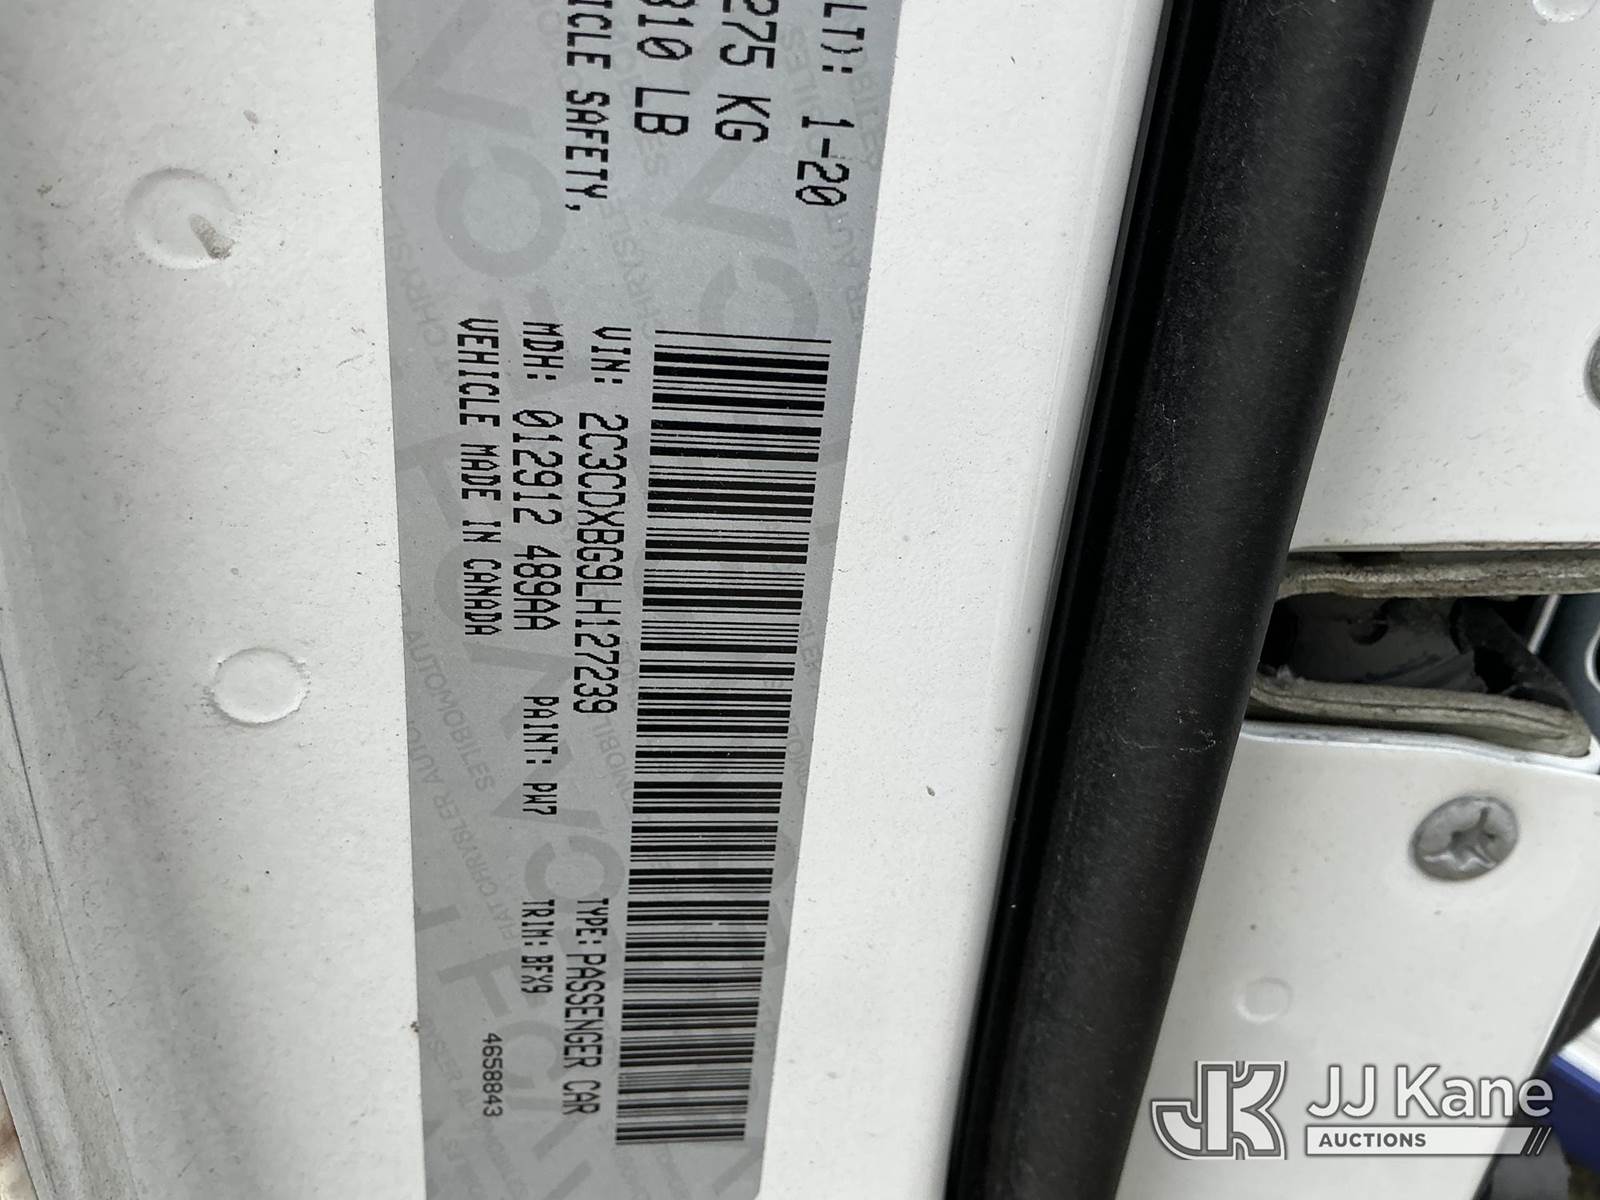 LT): 1-20
275 KG
310 LB
ICLE SAFETY,
VIN: 2C3CDXBG9LH127239
TYPE: PASSENGER CAR
MDH: 012912 489AA PAINT: PW7 TRIM: BFX9
VEHICLE MADE IN CANADA
4658843
JJ Kane
AUCTIONS